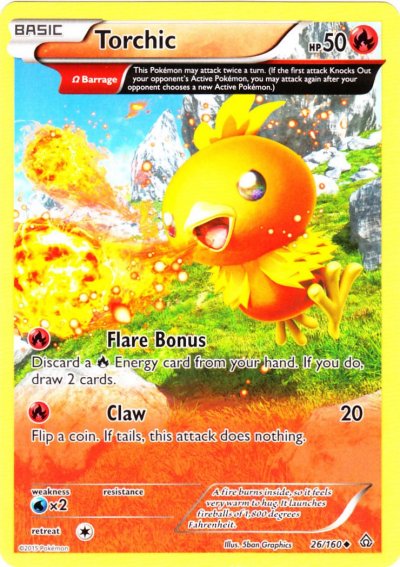 BASIC
Torchic
HP50
Ω Barrage
This Pokémon may attack twice a turn. (If the first attack Knocks Out
your opponent's Active Pokémon, you may attack again after your
opponent chooses a new Active Pokémon.)
Flare Bonus
Discard a Energy card from your hand. If you do,
draw 2 cards.
Claw 20
Flip a coin. If tails, this attack does nothing.
weakness resistance
×2
retreat
A fire burns inside, so it feels
very warm to hug. It launches
fireballs of 1,800 degrees
Fahrenheit.
©2015 Pokémon
Illus. 5ban Graphics
26/160